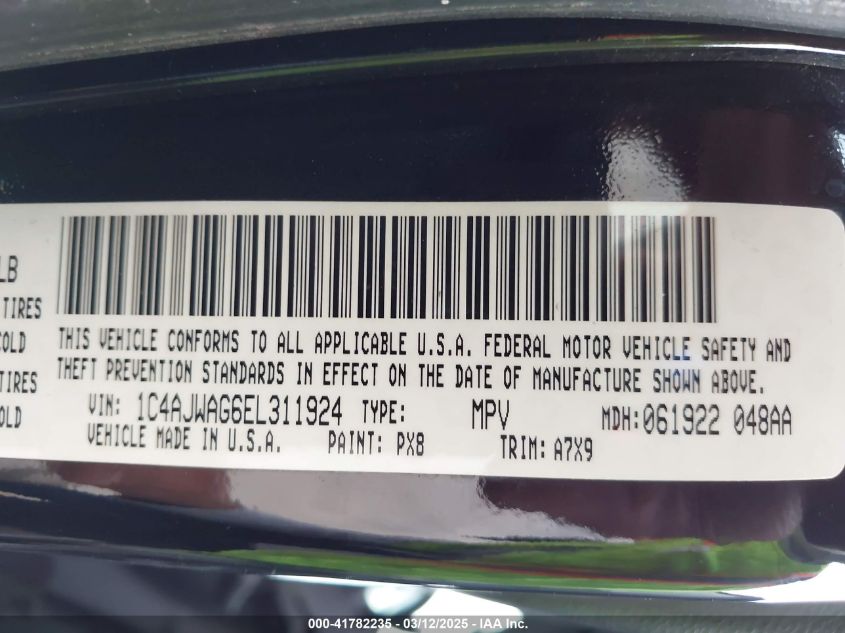 LB
TIRES
COLD
TIRES
OLD
THIS VEHICLE CONFORMS TO ALL APPLICABLE U.S.A. FEDERAL MOTOR VEHICLE SAFETY AND
THEFT PREVENTION STANDARDS IN EFFECT ON THE DATE OF MANUFACTURE SHOWN ABOVE.
VIN: 1C4AJWAG6EL311924 TYPE: MPV MDH:061922 048AA
VEHICLE MADE IN U.S.A. PAINT: PX8 TRIM: A7X9
000-41782235 - 03/12/2025 - IAA Inc.